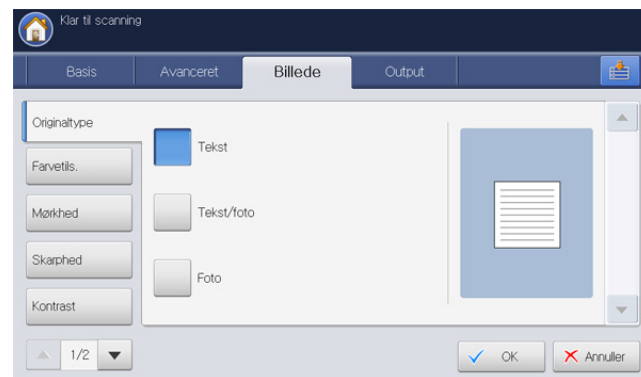 Klar til scanning
Basis
Avanceret
Billede
Output
Originaltype
Farvetils.
Mørkhed
Skarphed
Kontrast
Tekst
Tekst/foto
Foto
1/2
OK
Annuller